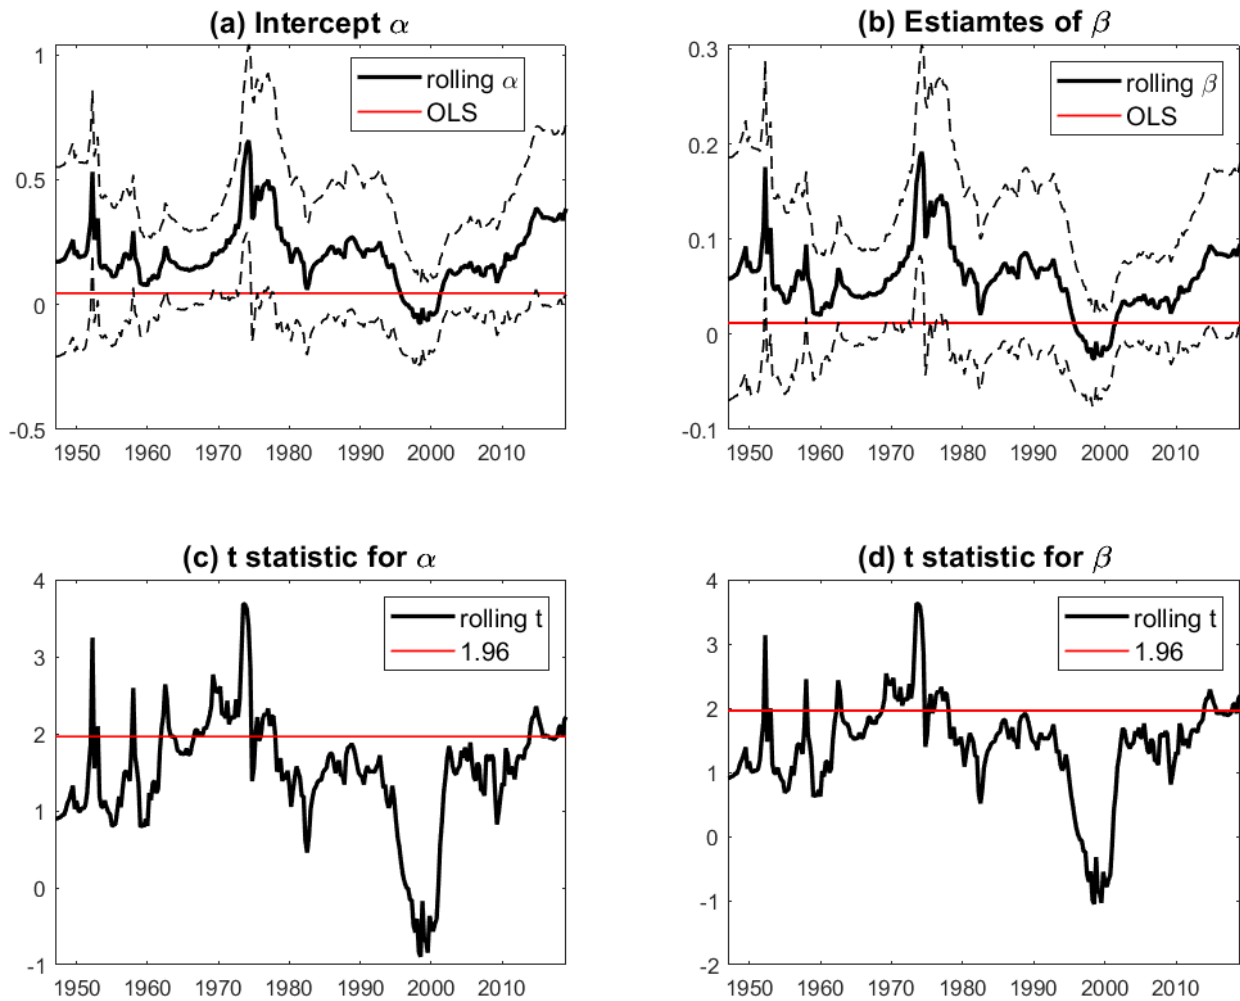 (a) Intercept α
rolling α
OLS
1
0.5
0
-0.5
1950 1960 1970 1980 1990 2000 2010
(b) Estiamtes of β
rolling β
OLS
0.3
0.2
0.1
0
-0.1
1950 1960 1970 1980 1990 2000 2010
(c) t statistic for α
rolling t
1.96
4
3
2
1
0
-1
1950 1960 1970 1980 1990 2000 2010
(d) t statistic for β
rolling t
1.96
4
3
2
1
0
-1
-2
1950 1960 1970 1980 1990 2000 2010